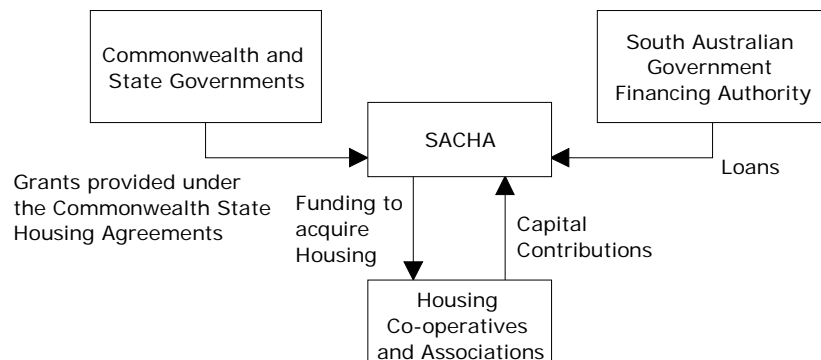 Commonwealth and
State Governments
South Australian
Government
Financing Authority
SACHA
Grants provided under
the Commonwealth State
Housing Agreements
Loans
Funding to
acquire
Housing
Capital
Contributions
Housing
Co-operatives
and Associations